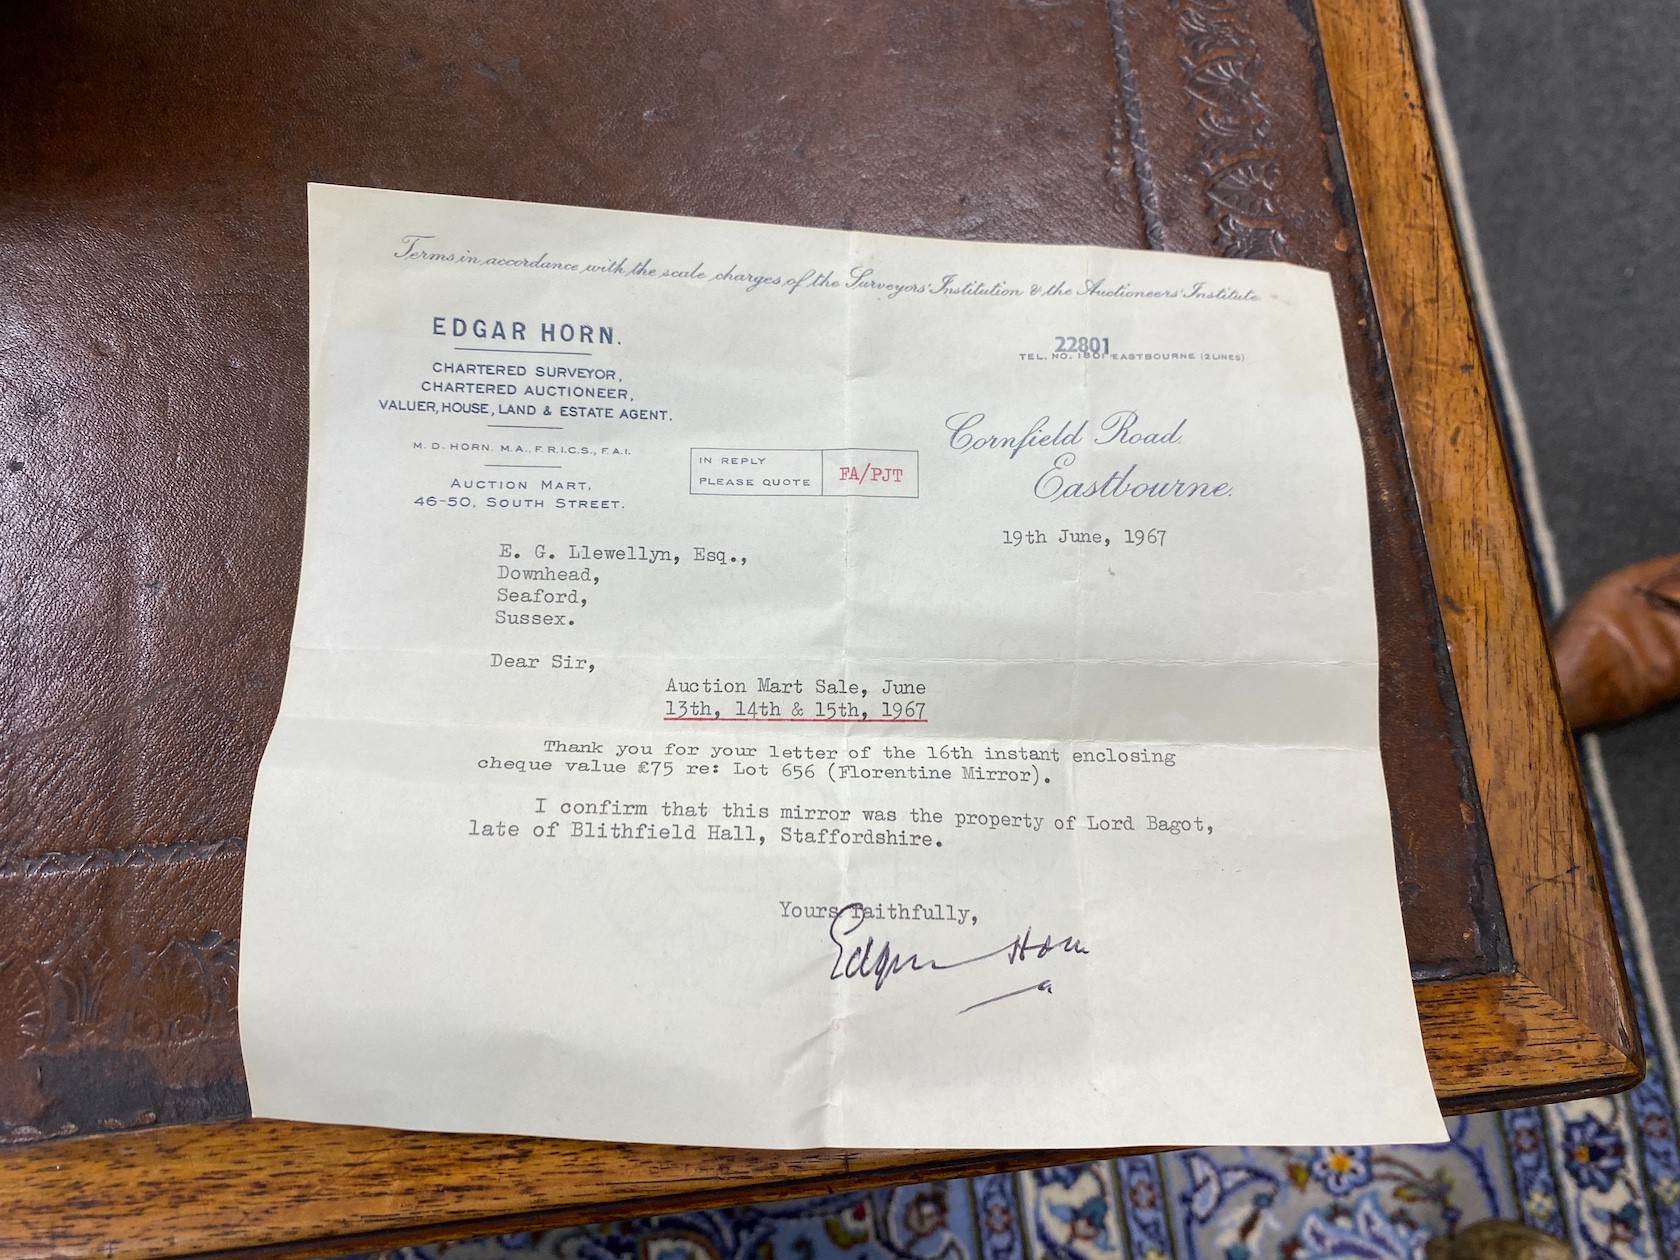 Terms in accordance with the scale charges of the Surveyors' Institution & the Auctioneers' Institute
EDGAR HORN.
CHARTERED SURVEYOR,
CHARTERED AUCTIONEER,
VALUER, HOUSE, LAND & ESTATE AGENT.
M. D. HORN. M.A., F.R.I.C.S., F.A.I.
AUCTION MART,
46-50, SOUTH STREET.
IN REPLY
PLEASE QUOTE
FA/PJT
22801
TEL. NO. 1801 EASTBOURNE (2 LINES)
Cornfield Road,
Eastbourne.
19th June, 1967
E. G. Llewellyn, Esq.,
Downhead,
Seaford,
Sussex.
Dear Sir,
Auction Mart Sale, June
13th, 14th & 15th, 1967
Thank you for your letter of the 16th instant enclosing
cheque value £75 re: Lot 656 (Florentine Mirror).
I confirm that this mirror was the property of Lord Bagot,
late of Blithfield Hall, Staffordshire.
Yours faithfully,
Edgar Horn